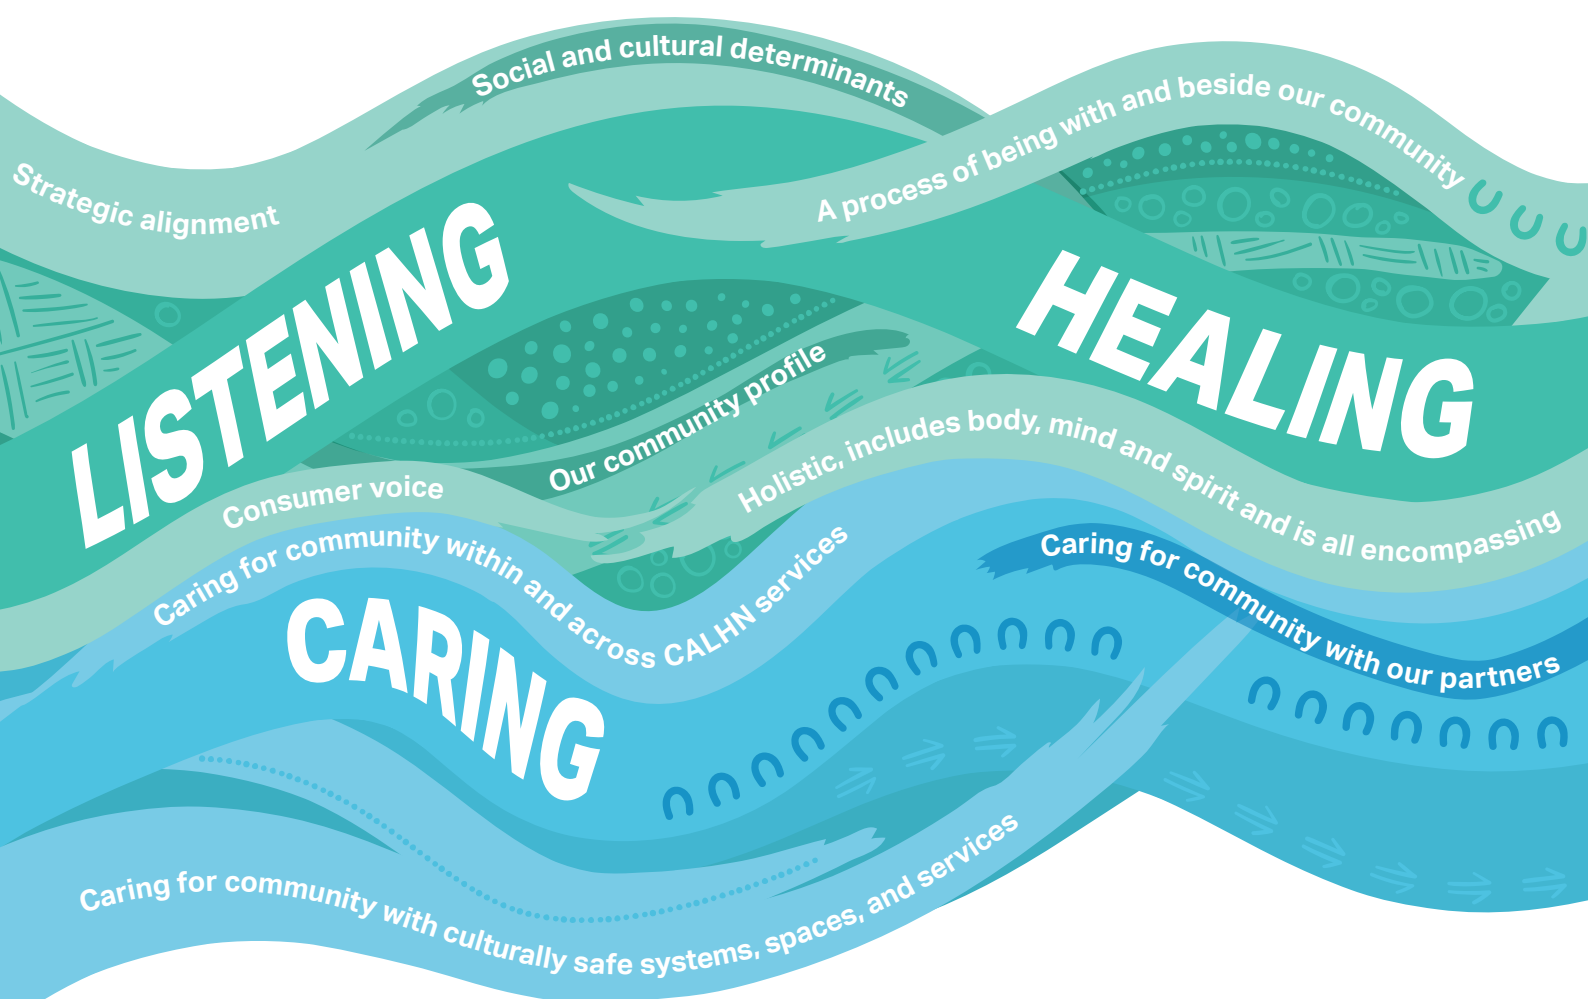 Social and cultural determinants
A process of being with and beside our community
Strategic alignment
LISTENING
HEALING
Our community profile
Consumer voice
Holistic, includes body, mind and spirit and is all encompassing
Caring for community within and across CALHN services
Caring for community with our partners
CARING
Caring for community with culturally safe systems, spaces, and services